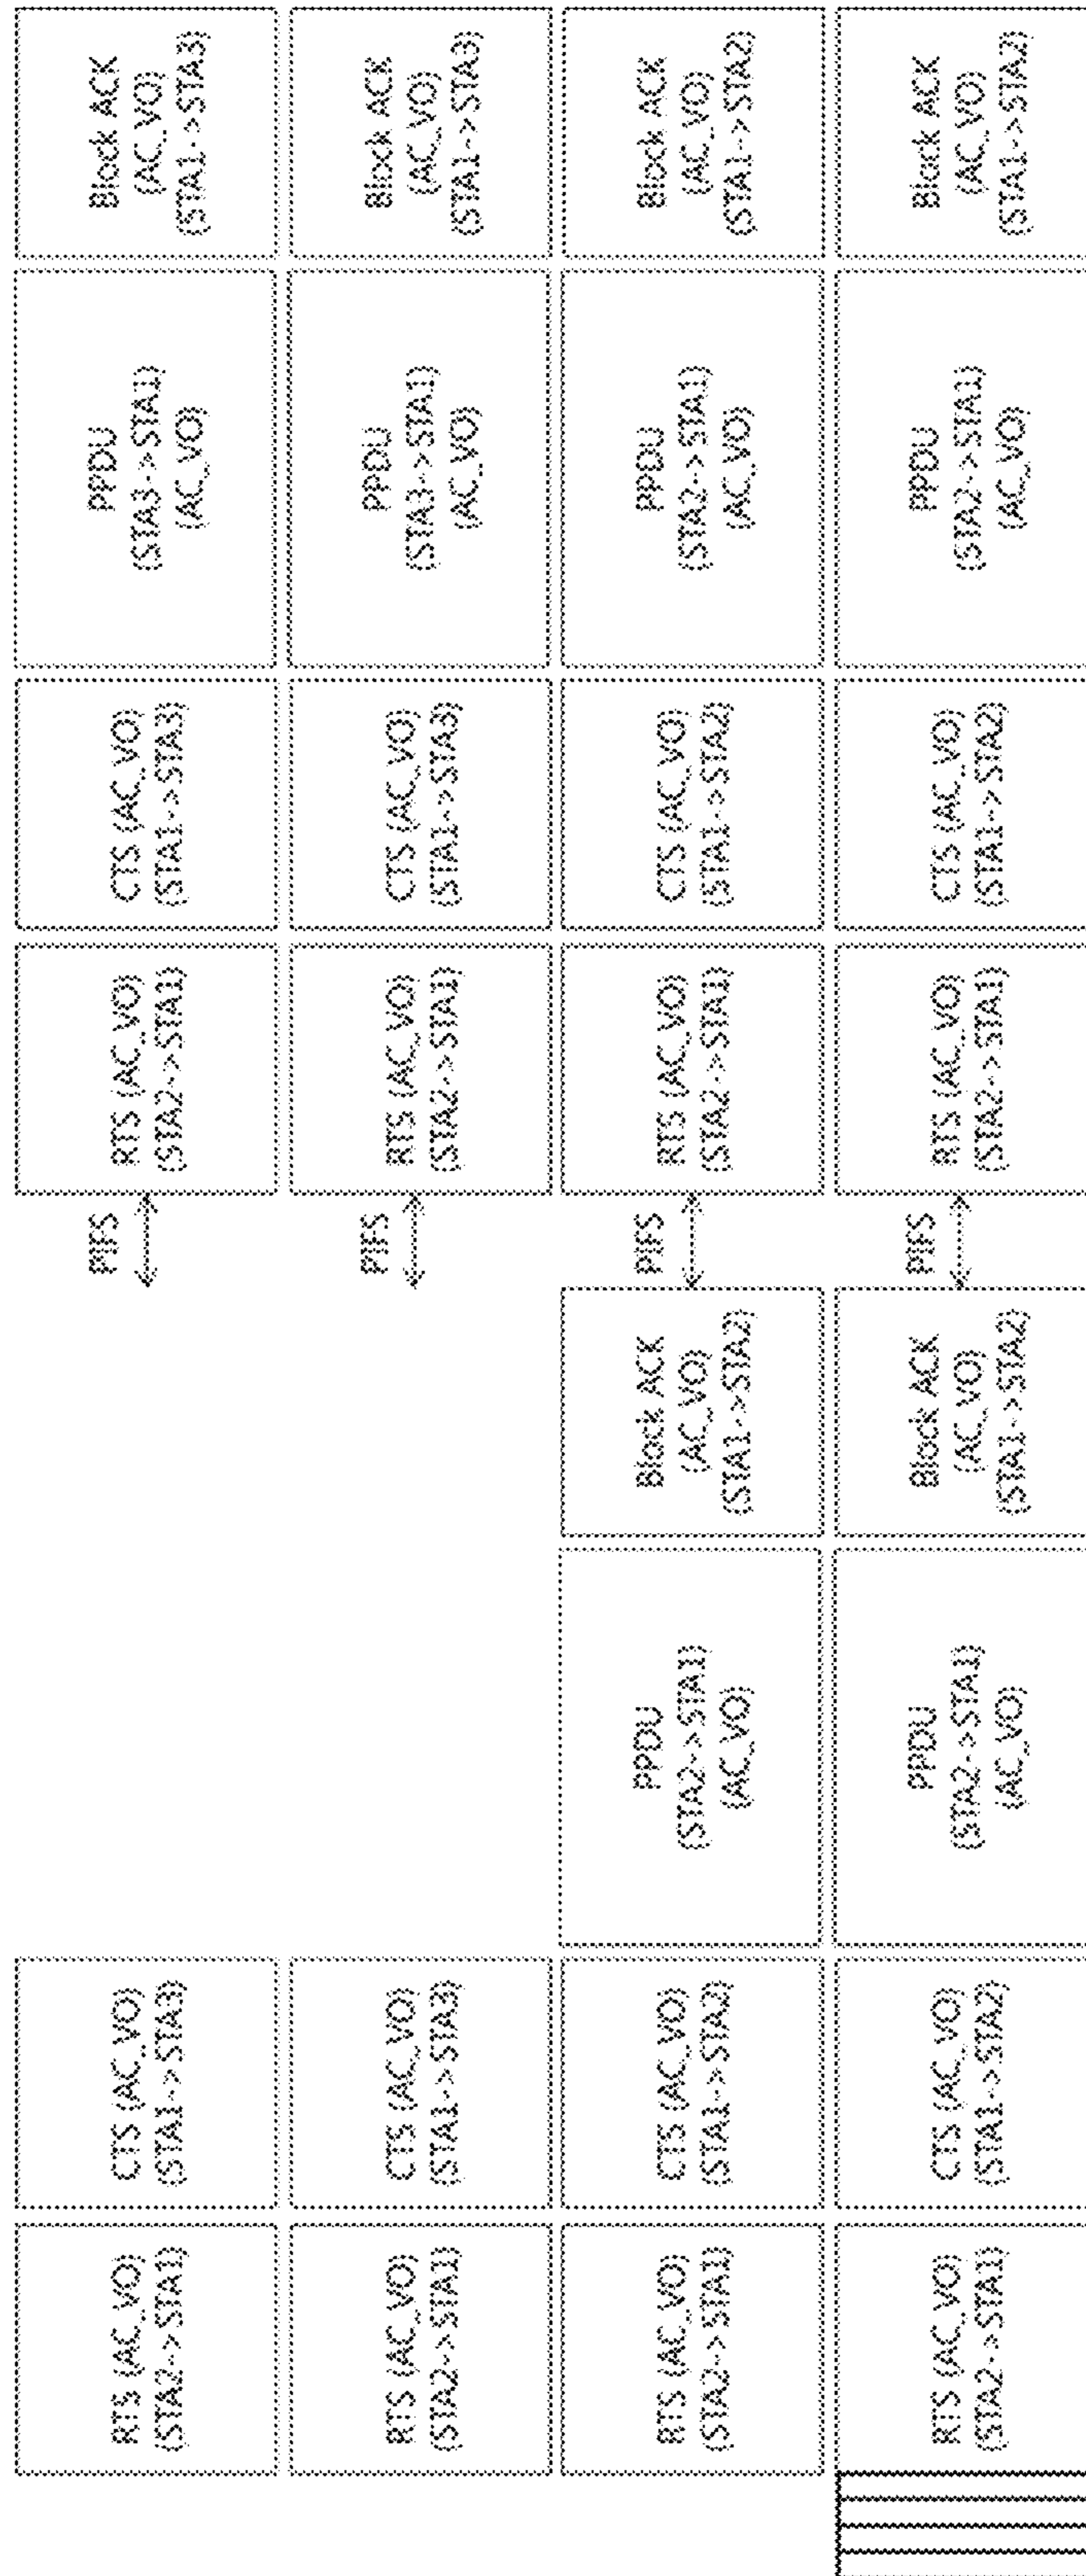 RTS (AC_VO)
(STA2->STA1)
CTS (AC_VO)
(STA1->STA3)
PIFS
RTS (AC_VO)
(STA2->STA1)
CTS (AC_VO)
(STA1->STA3)
PPDU
(STA3->STA1)
(AC_VO)
Block ACK
(AC_VO)
(STA1->STA3)
RTS (AC_VO)
(STA2->STA1)
CTS (AC_VO)
(STA1->STA3)
PIFS
RTS (AC_VO)
(STA2->STA1)
CTS (AC_VO)
(STA1->STA3)
PPDU
(STA3->STA1)
(AC_VO)
Block ACK
(AC_VO)
(STA1->STA3)
RTS (AC_VO)
(STA2->STA1)
CTS (AC_VO)
(STA1->STA2)
PPDU
(STA2->STA1)
(AC_VO)
Block ACK
(AC_VO)
(STA1->STA2)
PIFS
RTS (AC_VO)
(STA2->STA1)
CTS (AC_VO)
(STA1->STA2)
PPDU
(STA2->STA1)
(AC_VO)
Block ACK
(AC_VO)
(STA1->STA2)
RTS (AC_VO)
(STA2->STA1)
CTS (AC_VO)
(STA1->STA2)
PPDU
(STA2->STA1)
(AC_VO)
Block ACK
(AC_VO)
(STA1->STA2)
PIFS
RTS (AC_VO)
(STA2->STA1)
CTS (AC_VO)
(STA1->STA2)
PPDU
(STA2->STA1)
(AC_VO)
Block ACK
(AC_VO)
(STA1->STA2)